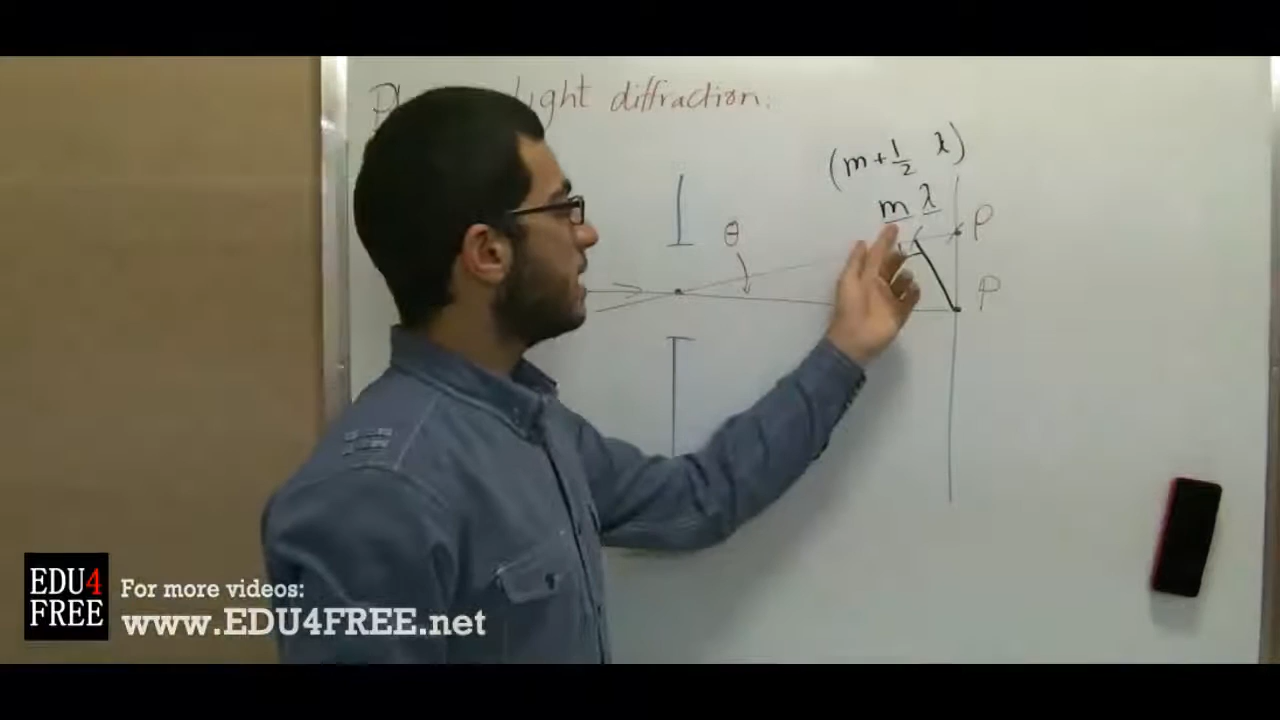 light diffraction.
(m + 1/2 λ)
m λ
θ
P
P
EDU4
FREE
For more videos:
www.EDU4FREE.net